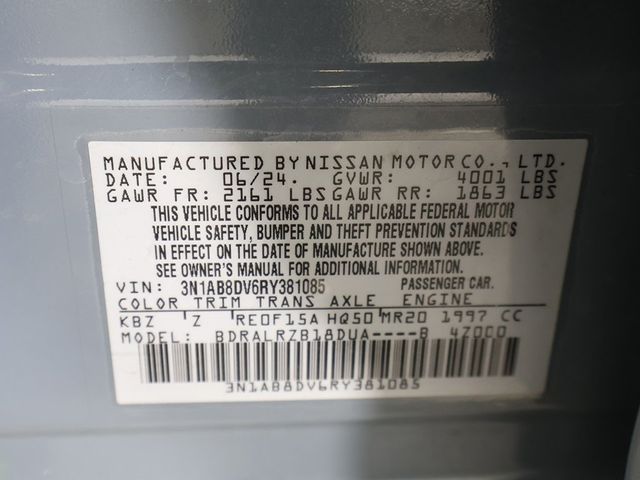 MANUFACTURED BY NISSAN MOTOR CO., LTD.
DATE: 06/24. GVWR: 4001 LBS
GAWR FR: 2161 LBS GAWR RR: 1863 LBS
THIS VEHICLE CONFORMS TO ALL APPLICABLE FEDERAL MOTOR
VEHICLE SAFETY, BUMPER AND THEFT PREVENTION STANDARDS
IN EFFECT ON THE DATE OF MANUFACTURE SHOWN ABOVE.
SEE OWNER'S MANUAL FOR ADDITIONAL INFORMATION.
VIN: 3N1AB8DV6RY381085 PASSENGER CAR.
COLOR TRIM TRANS AXLE ENGINE
KBZ Z RE0F15A HQ50 MR20 1997 CC
MODEL: BDRALRZB18DUA----B 4Z000
3N1AB8DV6RY381085